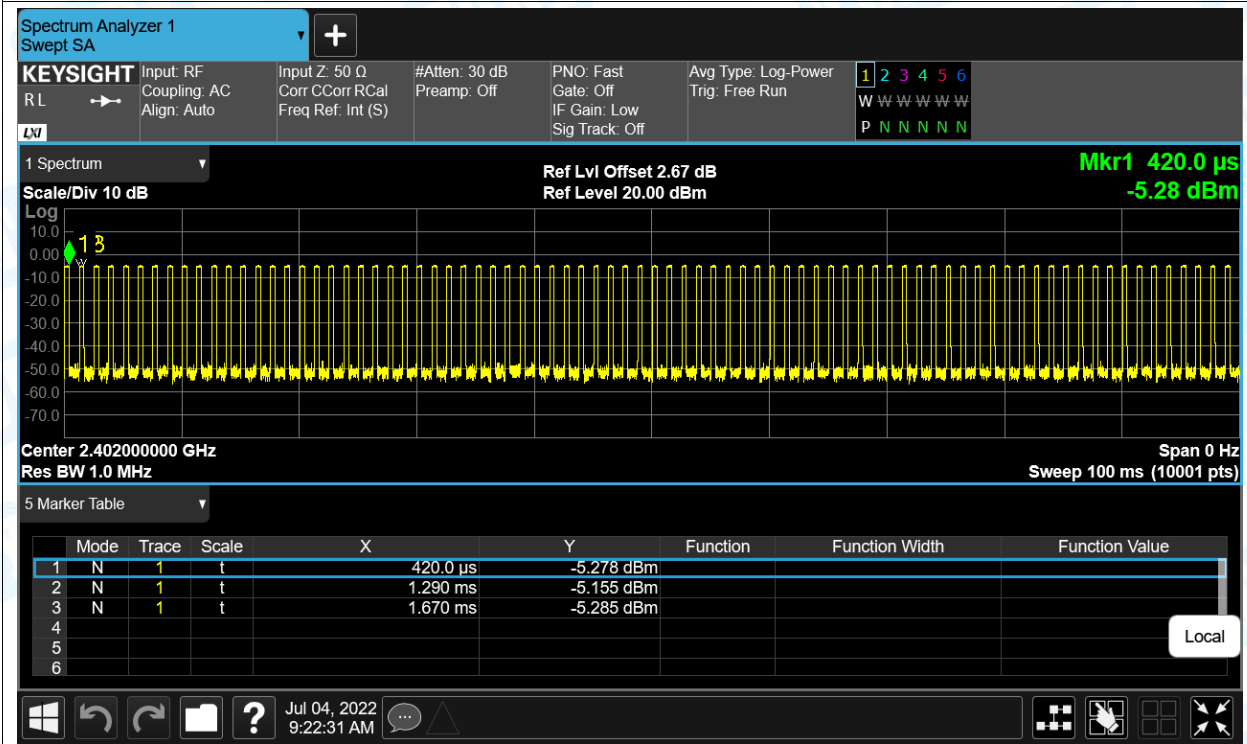 Spectrum Analyzer 1
Swept SA
+
KEYSIGHT
R L
LXI
Input: RF
Coupling: AC
Align: Auto
Input Z: 50 Ω
Corr CCorr RCal
Freq Ref: Int (S)
#Atten: 30 dB
Preamp: Off
PNO: Fast
Gate: Off
IF Gain: Low
Sig Track: Off
Avg Type: Log-Power
Trig: Free Run
1 2 3 4 5 6
W W W W W W
P N N N N N
1 Spectrum
Scale/Div 10 dB
Ref Lvl Offset 2.67 dB
Ref Level 20.00 dBm
Mkr1 420.0 µs
-5.28 dBm
Log
10.0
0.00
-10.0
-20.0
-30.0
-40.0
-50.0
-60.0
-70.0
1 3
Center 2.402000000 GHz
Res BW 1.0 MHz
Span 0 Hz
Sweep 100 ms (10001 pts)
5 Marker Table
Mode Trace Scale X Y Function Function Width Function Value
1 N 1 t 420.0 µs -5.278 dBm
2 N 1 t 1.290 ms -5.155 dBm
3 N 1 t 1.670 ms -5.285 dBm
4
5
6
Local
?
Jul 04, 2022
9:22:31 AM